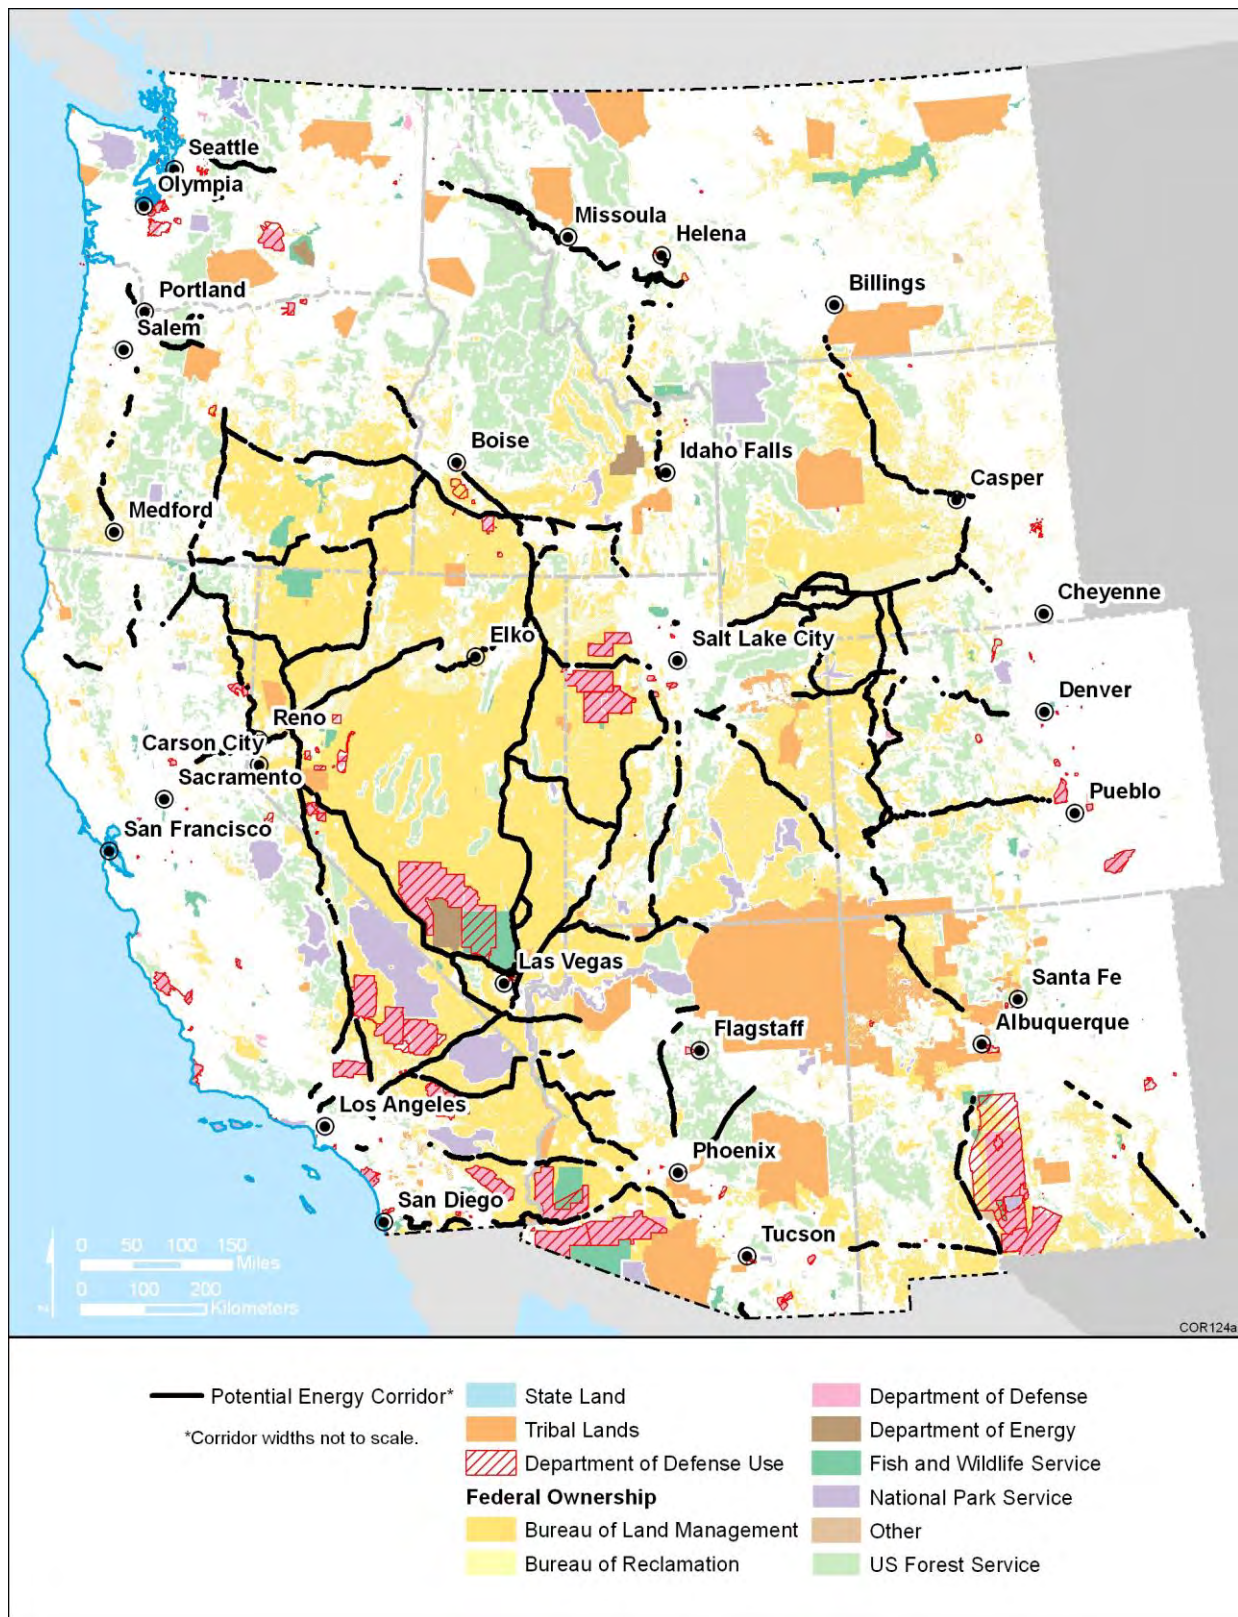 Seattle
Olympia
Missoula
Helena
Portland
Billings
Salem
Boise
Idaho Falls
Casper
Medford
Cheyenne
Elko
Salt Lake City
Denver
Reno
Carson City
Sacramento
Pueblo
San Francisco
Las Vegas
Santa Fe
Flagstaff
Albuquerque
Los Angeles
Phoenix
San Diego
Tucson
0 50 100 150
Miles
0 100 200
Kilometers
COR124a
Potential Energy Corridor*
*Corridor widths not to scale.
State Land
Tribal Lands
Department of Defense Use
Federal Ownership
Bureau of Land Management
Bureau of Reclamation
Department of Defense
Department of Energy
Fish and Wildlife Service
National Park Service
Other
US Forest Service